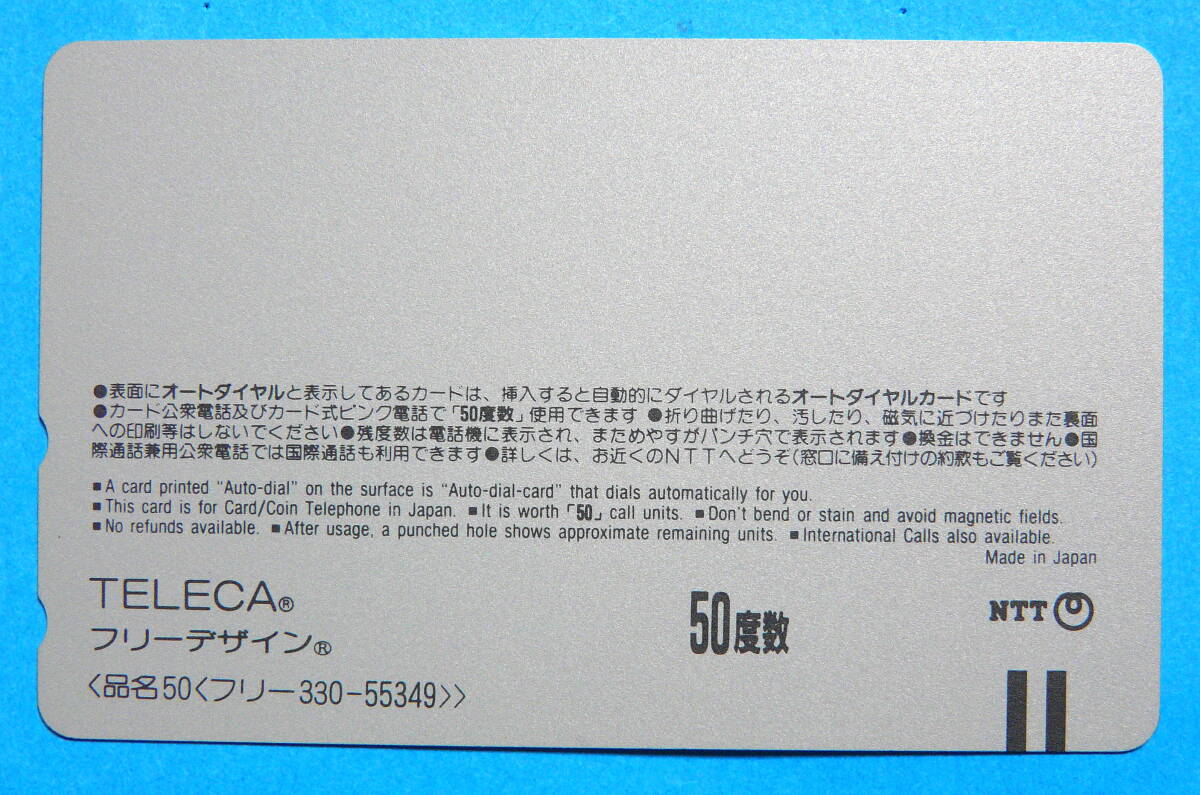 ●表面にオートダイヤルと表示してあるカードは、挿入すると自動的にダイヤルされるオートダイヤルカードです
●カード公衆電話及びカード式ピンク電話で「50度数」使用できます ●折り曲げたり、汚したり、磁気に近づけたりまた裏面
への印刷等はしないでください●残度数は電話機に表示され、まためやすがパンチ穴で表示されます●換金はできません●国
際通話兼用公衆電話では国際通話も利用できます●詳しくは、お近くのNTTへどうぞ(窓口に備え付けの約款もご覧ください)
■A card printed "Auto-dial" on the surface is "Auto-dial-card" that dials automatically for you.
■This card is for Card/Coin Telephone in Japan. ■It is worth「50」call units. ■Don't bend or stain and avoid magnetic fields.
■No refunds available. ■After usage, a punched hole shows approximate remaining units. ■International Calls also available.
Made in Japan
TELECA®
フリーデザイン®
50度数
NTT
〈品名50〈フリー330-55349〉〉